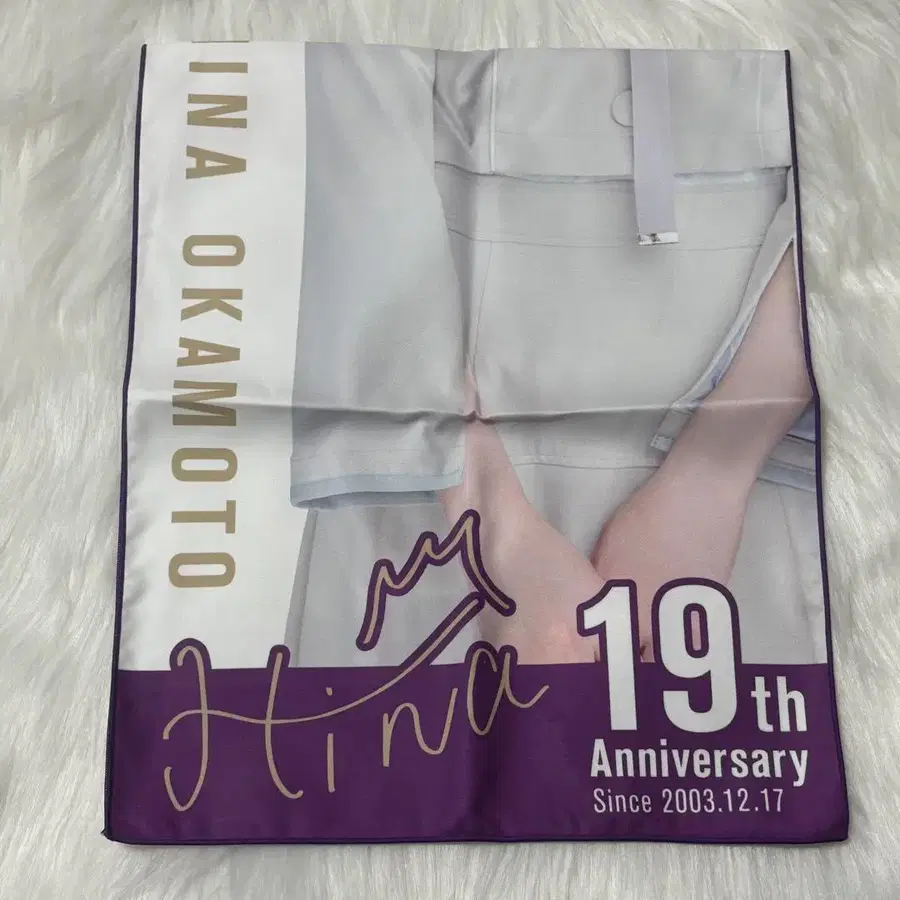 INA OKAMOTO
Hina
19th
Anniversary
Since 2003.12.17